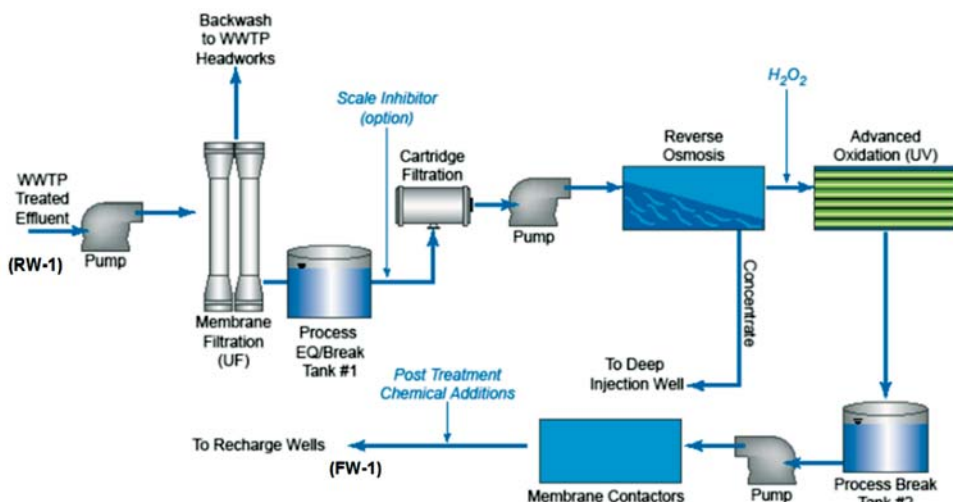 Backwash
to WWTP
Headworks
WWTP
Treated
Effluent
(RW-1)
Pump
Membrane
Filtration
(UF)
Scale Inhibitor
(option)
Process
EQ/Break
Tank #1
Cartridge
Filtration
Pump
Reverse
Osmosis
H₂O₂
Advanced
Oxidation (UV)
Concentrate
To Deep
Injection Well
Process Break
Tank #2
Pump
Membrane Contactors
Post Treatment
Chemical Additions
To Recharge Wells
(FW-1)